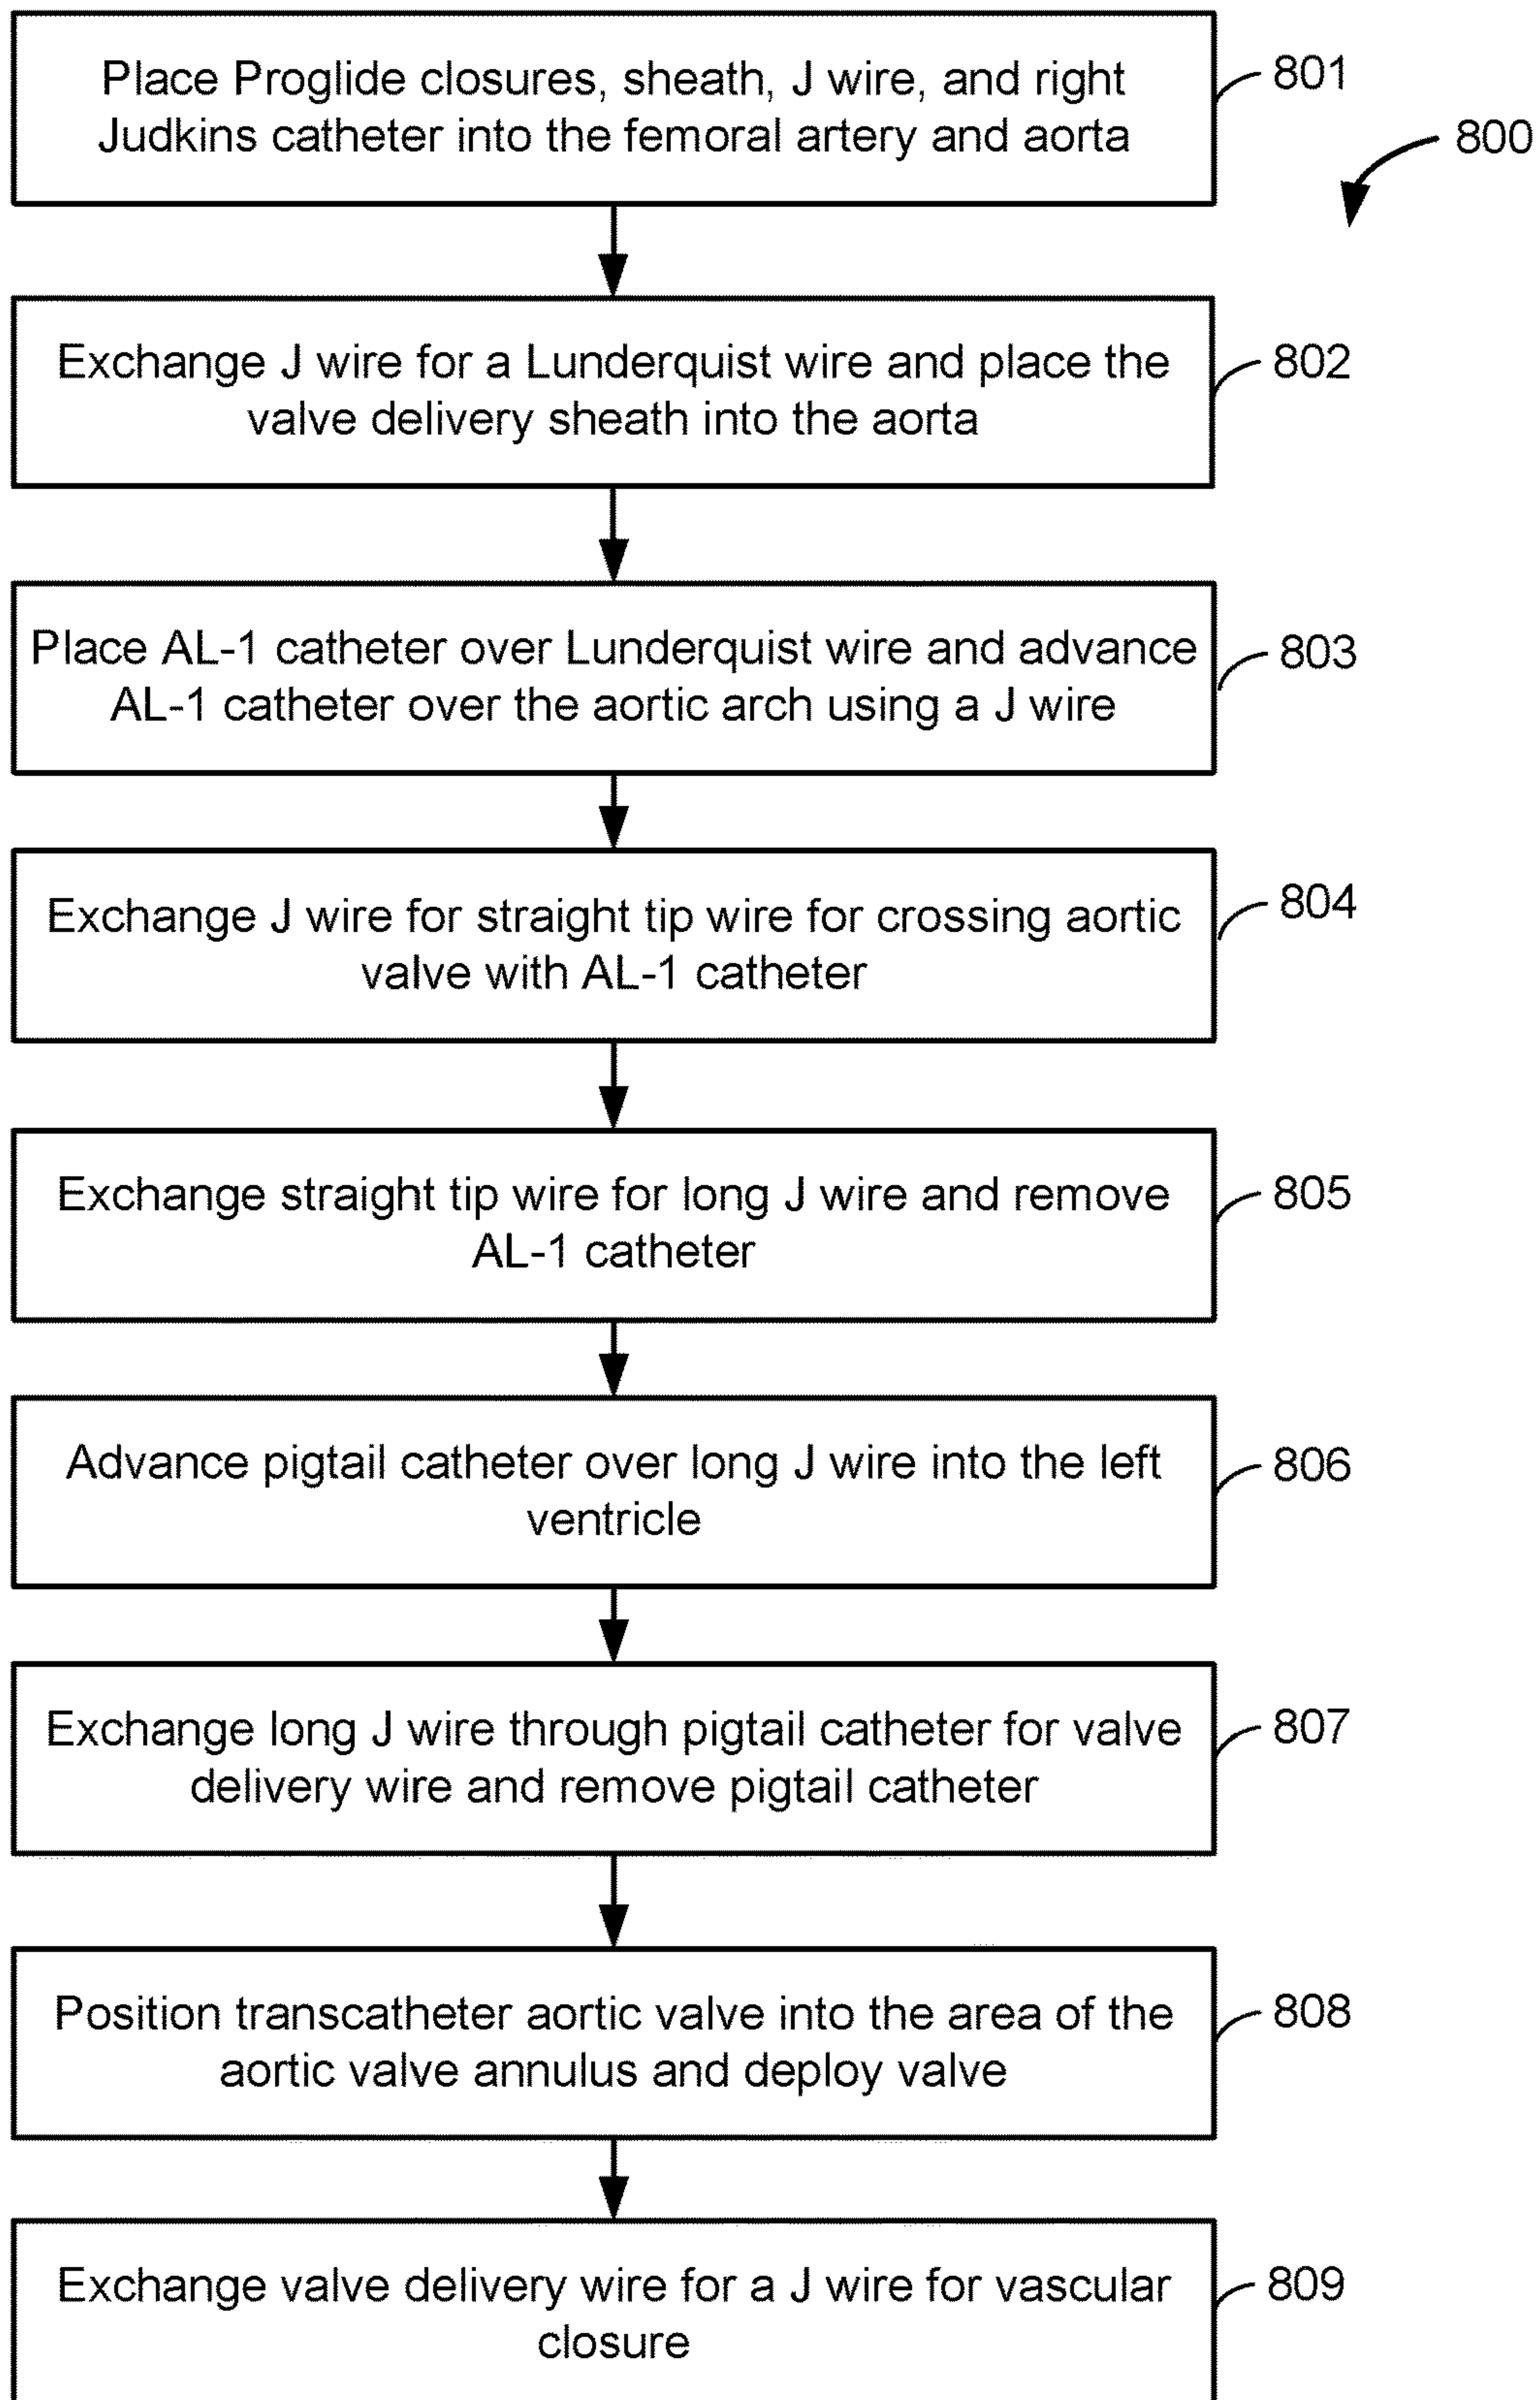 Place Proglide closures, sheath, J wire, and right
Judkins catheter into the femoral artery and aorta
801
800
Exchange J wire for a Lunderquist wire and place the
valve delivery sheath into the aorta
802
Place AL-1 catheter over Lunderquist wire and advance
AL-1 catheter over the aortic arch using a J wire
803
Exchange J wire for straight tip wire for crossing aortic
valve with AL-1 catheter
804
Exchange straight tip wire for long J wire and remove
AL-1 catheter
805
Advance pigtail catheter over long J wire into the left
ventricle
806
Exchange long J wire through pigtail catheter for valve
delivery wire and remove pigtail catheter
807
Position transcatheter aortic valve into the area of the
aortic valve annulus and deploy valve
808
Exchange valve delivery wire for a J wire for vascular
closure
809